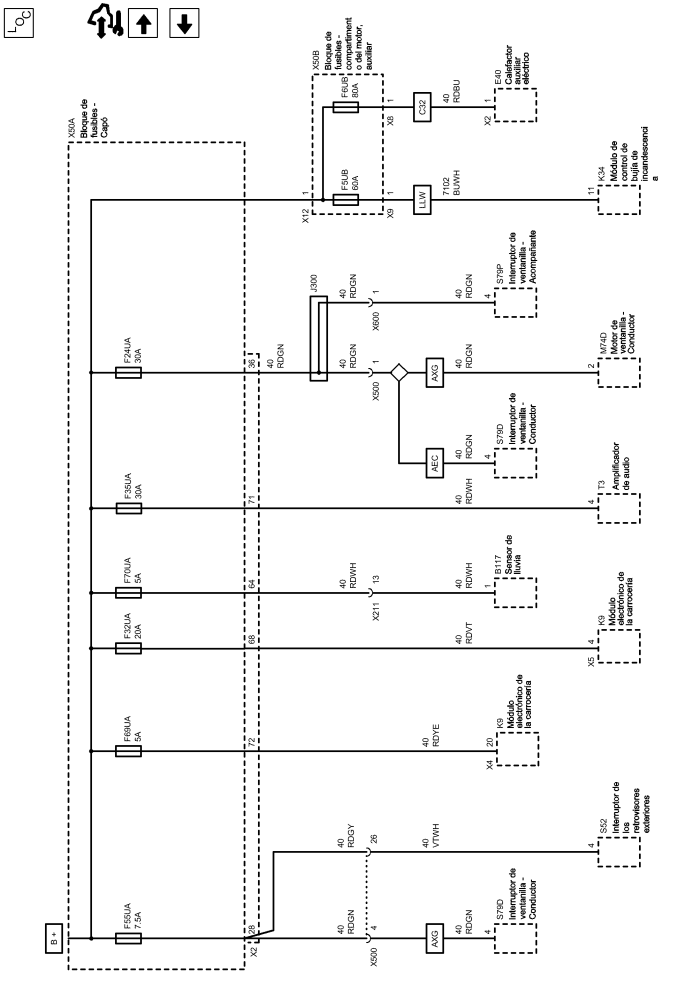 LOC
B +
X50A
Bloque de
fusibles -
Capó
F55UA
7.5A
F69UA
5A
F32UA
20A
F70UA
5A
F35UA
30A
F24UA
30A
X2
28
72
68
64
71
36
X50B
Bloque de
fusibles -
compartiment
o del motor,
auxiliar
X12
1
F5UB
60A
F6UB
80A
X9
1
X8
1
LLW
C32
7102
BUWH
40
RDBU
X2
1
E40
Calefactor
auxiliar
eléctrico
11
K34
Módulo de
control de
bujía de
incandescenci
a
40
RDGN
J300
40
RDGN
X600
1
40
RDGN
4
S79P
Interruptor de
ventanilla -
Acompañante
40
RDGN
X500
1
AXG
40
RDGN
2
M74D
Motor de
ventanilla -
Conductor
AEC
40
RDGN
4
S79D
Interruptor de
ventanilla -
Conductor
40
RDWH
4
T3
Amplificador
de audio
40
RDWH
X211
13
40
RDWH
1
B117
Sensor de
lluvia
40
RDVT
X5
4
K9
Módulo
electrónico de
la carrocería
40
RDYE
X4
20
K9
Módulo
electrónico de
la carrocería
40
RDGY
26
40
VTWH
4
S52
Interruptor de
los
retrovisores
exteriores
40
RDGN
X500
4
AXG
40
RDGN
4
S79D
Interruptor de
ventanilla -
Conductor